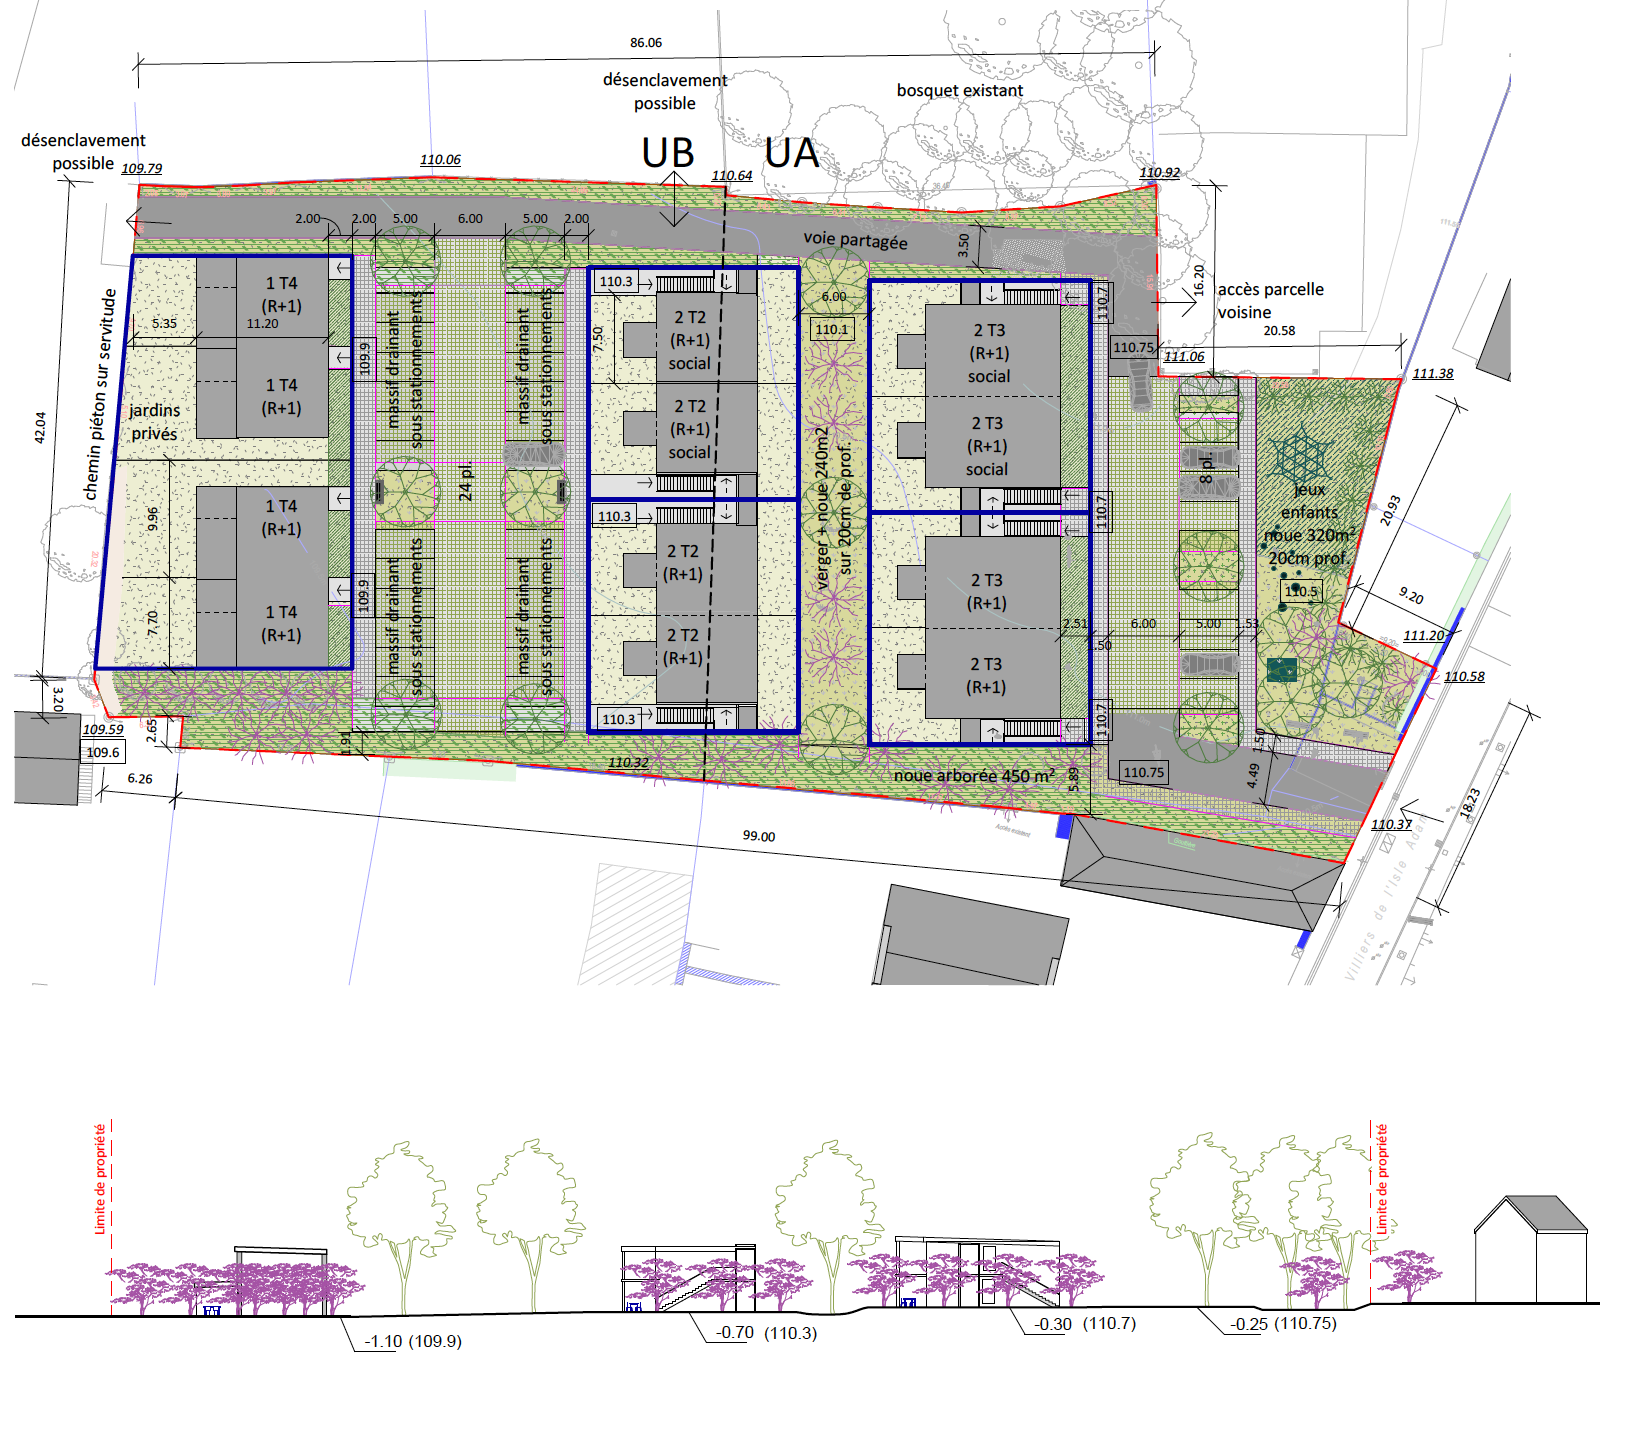 86.06
désenclavement
possible
bosquet existant
désenclavement
possible
109.79
110.06
UB
UA
110.64
110.92
2.00
2.00
5.00
6.00
5.00
2.00
voie partagée
3.50
16.20
accès parcelle
voisine
20.58
42.04
chemin piéton sur servitude
1 T4
(R+1)
5.35
11.20
1 T4
(R+1)
jardins
privés
1 T4
(R+1)
9.96
1 T4
(R+1)
7.70
109.9
109.9
massif drainant
sous stationnements
massif drainant
sous stationnements
24 pl.
massif drainant
sous stationnements
massif drainant
sous stationnements
110.3
7.50
2 T2
(R+1)
social
2 T2
(R+1)
social
110.3
2 T2
(R+1)
2 T2
(R+1)
110.3
6.00
110.1
verger + noue 240m2
sur 20cm de prof.
2 T3
(R+1)
social
2 T3
(R+1)
social
2 T3
(R+1)
2 T3
(R+1)
110.7
110.7
110.7
110.75
111.06
111.38
8 pl.
jeux
enfants
noue 320m²
20cm prof.
110.5
20.93
9.20
111.20
110.58
2.51
.50
6.00
5.00
1.53
3.20
109.59
109.6
2.65
6.26
1.91
110.32
noue arborée 450 m²
5.89
110.75
1.50
4.49
110.37
18.23
99.00
Villiers de l'Isle Adam
Limite de propriété
Limite de propriété
-1.10 (109.9)
-0.70 (110.3)
-0.30 (110.7)
-0.25 (110.75)